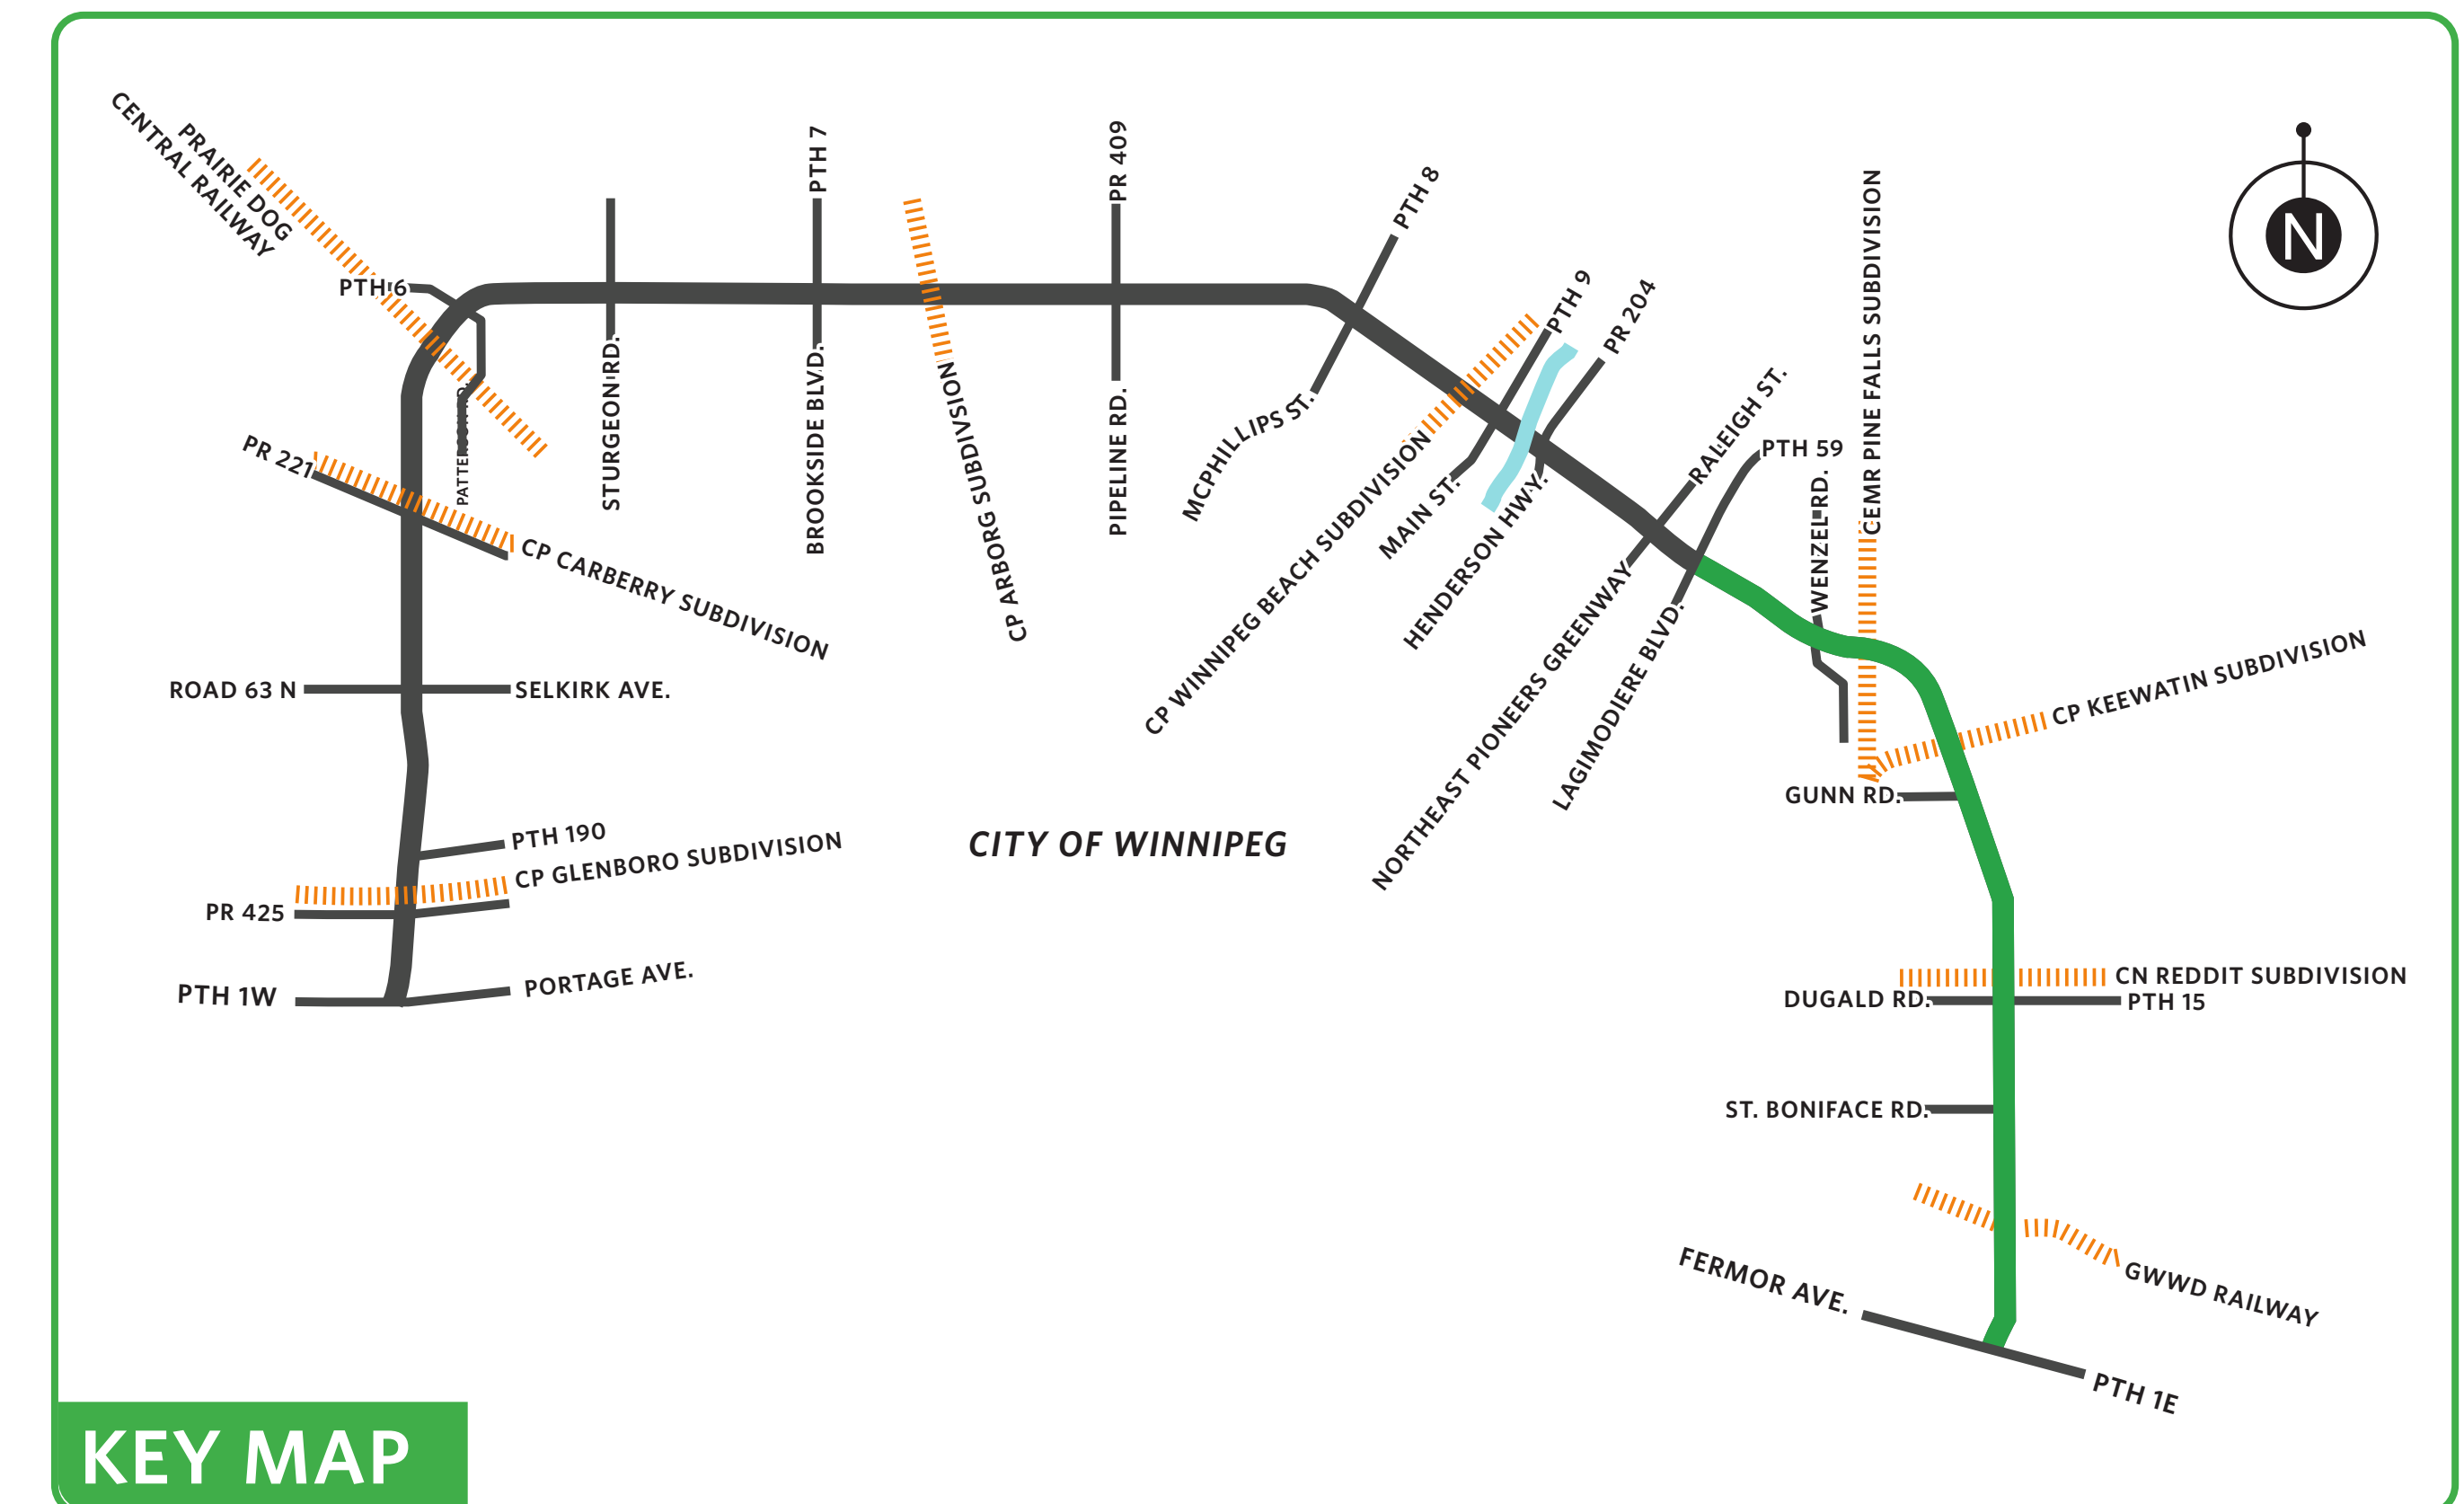 CENTRAL RAILWAY
PRAIRIE DOG
PTH 6
PTH 7
PR 409
PTH 8
PTH 9
PR 204
N
CEMR PINE FALLS SUBDIVISION
RALEIGH ST.
PTH 59
WENZEL RD.
PR 221
STURGEON RD.
BROOKSIDE BLVD.
CP ARBORG SUBDIVISION
PIPELINE RD.
MCPHILLIPS ST.
CP WINNIPEG BEACH SUBDIVISION
MAIN ST.
HENDERSON HWY.
NORTHEAST PIONEERS GREENWAY
LAGIMODIERE BLVD.
CP CARBERRY SUBDIVISION
ROAD 63 N
SELKIRK AVE.
CP KEEWATIN SUBDIVISION
GUNN RD.
PTH 190
CP GLENBORO SUBDIVISION
CITY OF WINNIPEG
PR 425
PTH 1W
PORTAGE AVE.
CN REDDIT SUBDIVISION
DUGALD RD.
PTH 15
ST. BONIFACE RD.
FERMOR AVE.
GWWD RAILWAY
PTH 1E
KEY MAP